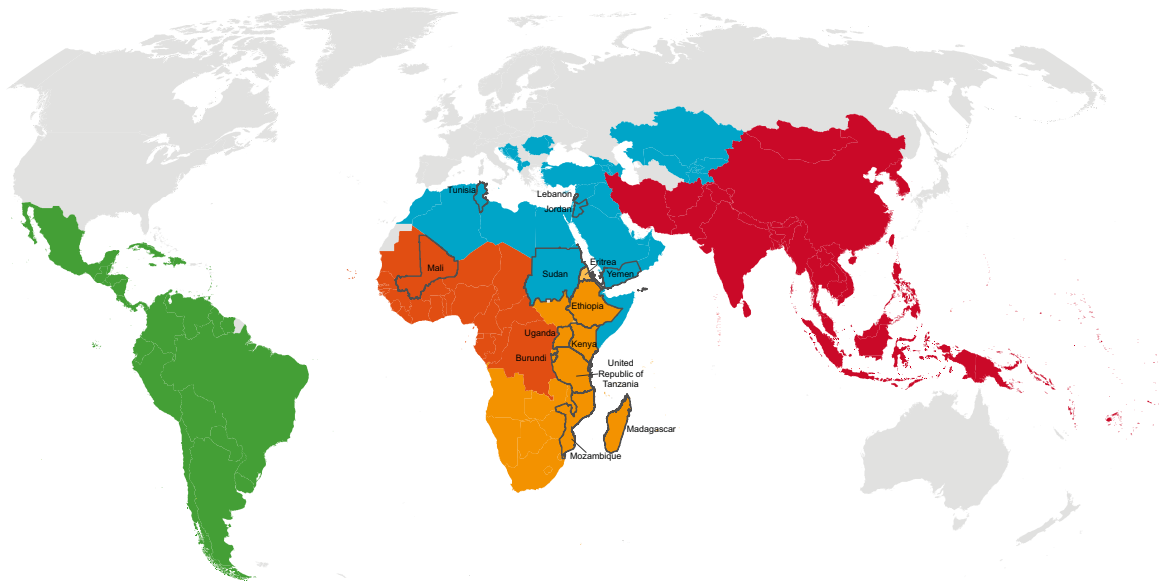 Tunisia
Lebanon
Jordan
Mali
Sudan
Eritrea
Yemen
Ethiopia
Uganda
Kenya
Burundi
United
Republic of
Tanzania
Madagascar
Mozambique